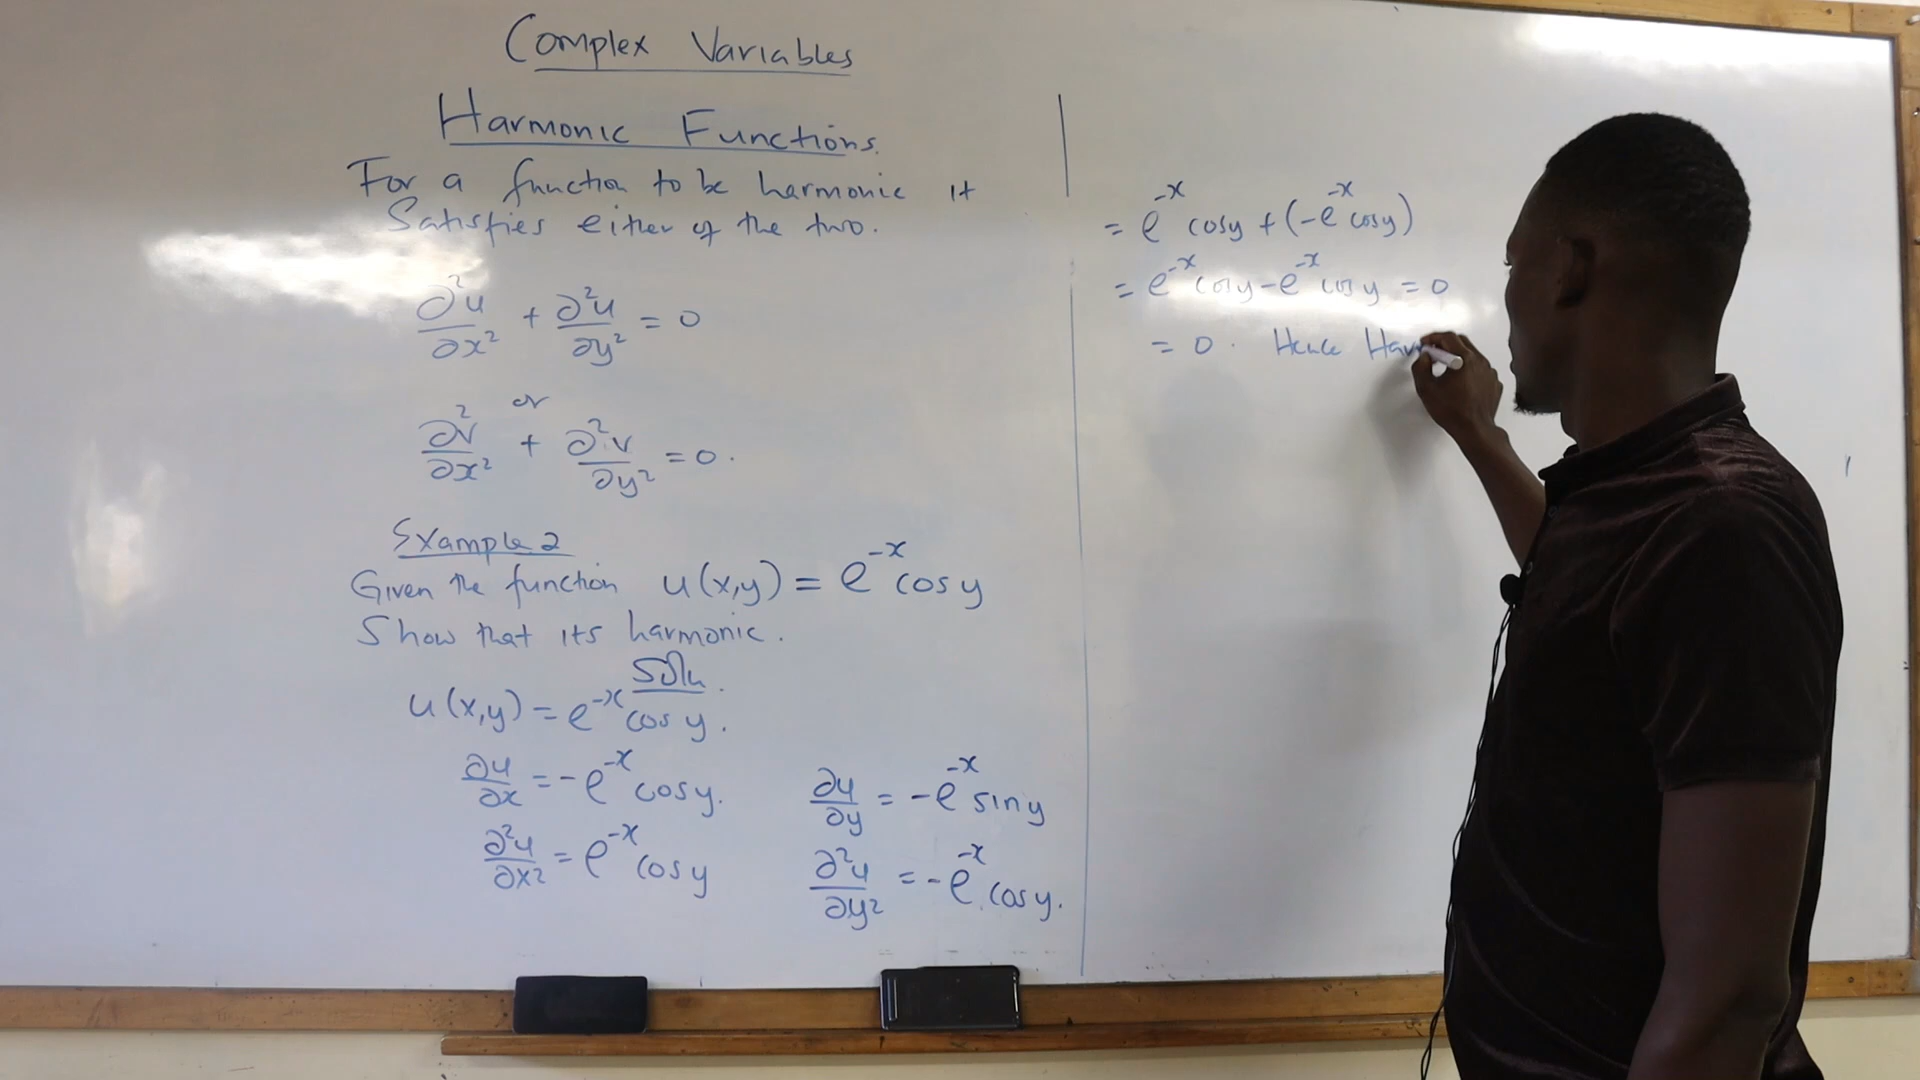 Complex Variables
Harmonic Functions.
For a function to be harmonic it
Satisfies either of the two.
∂²u/∂x² + ∂²u/∂y² = 0
or
∂²v/∂x² + ∂²v/∂y² = 0.
Example 2
Given the function u(x,y) = e^-x cos y
Show that its harmonic.
Soln.
u(x,y) = e^-x cos y.
∂u/∂x = -e^-x cos y.
∂²u/∂x² = e^-x cos y
∂u/∂y = -e^-x sin y
∂²u/∂y² = -e^-x cos y.
= e^-x cos y + (-e^-x cos y)
= e^-x cos y - e^-x cos y = 0
= 0. Hence Har